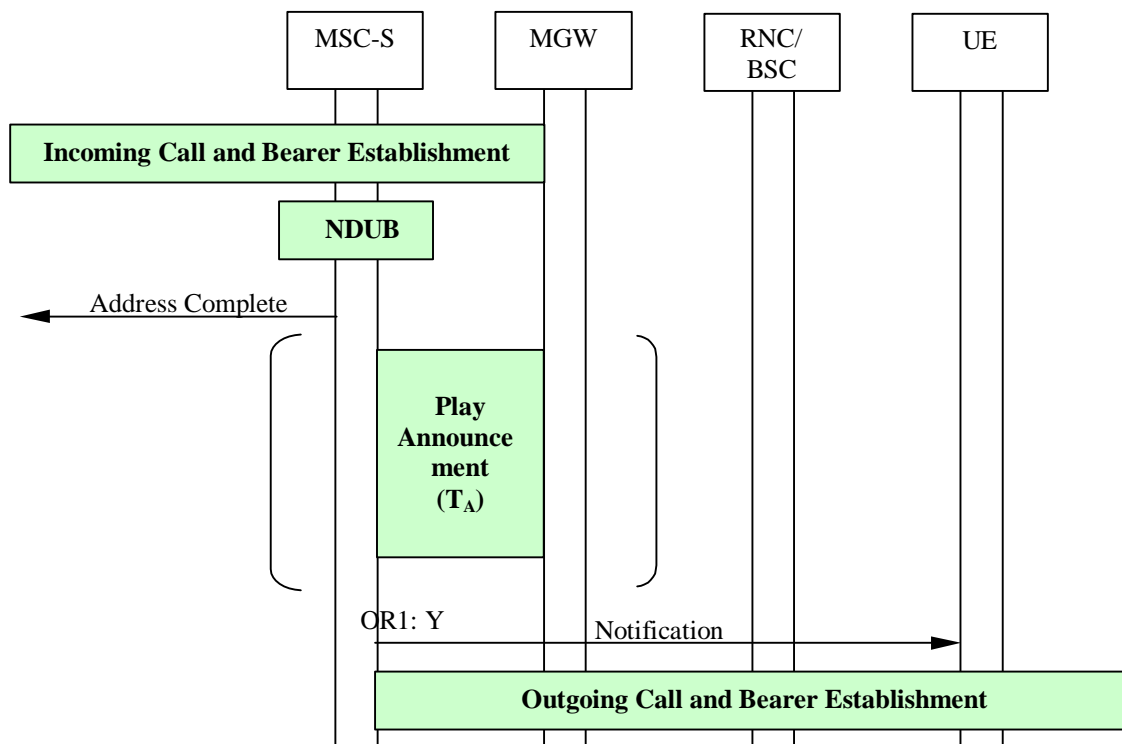 MSC-S
MGW
RNC/
BSC
UE
Incoming Call and Bearer Establishment
NDUB
Address Complete
Play
Announce
ment
(TA)
OR1: Y
Notification
Outgoing Call and Bearer Establishment